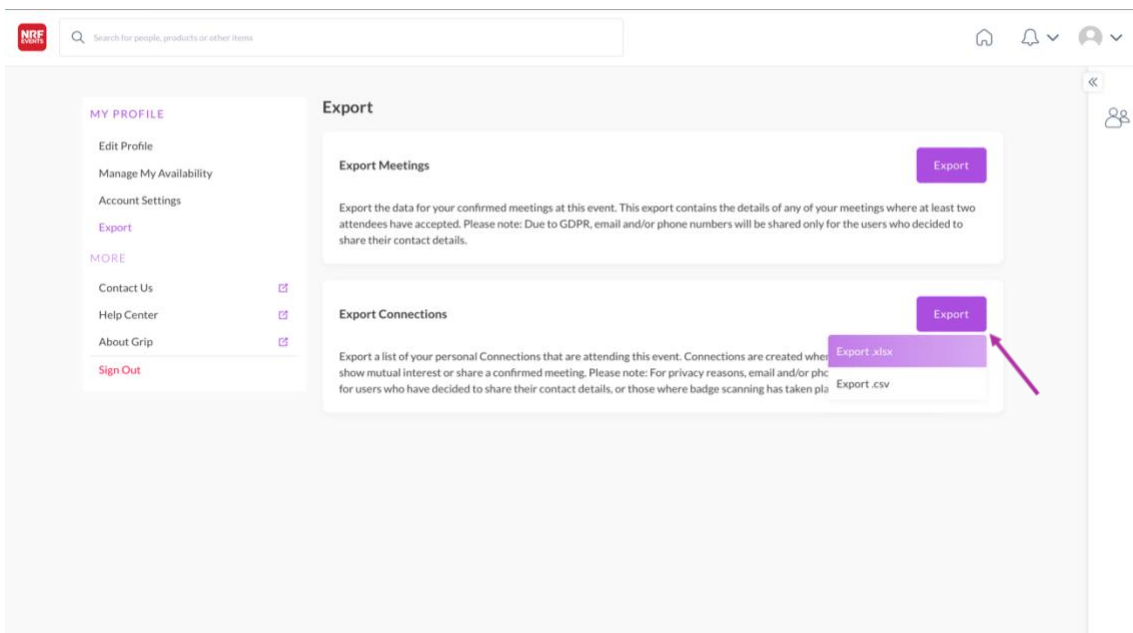 NRF
EVENTS
Search for people, products or other items
MY PROFILE
Edit Profile
Manage My Availability
Account Settings
Export
MORE
Contact Us
Help Center
About Grip
Sign Out
Export
Export Meetings
Export
Export the data for your confirmed meetings at this event. This export contains the details of any of your meetings where at least two
attendees have accepted. Please note: Due to GDPR, email and/or phone numbers will be shared only for the users who decided to
share their contact details.
Export Connections
Export
Export a list of your personal Connections that are attending this event. Connections are created
show mutual interest or share a confirmed meeting. Please note: For privacy reasons, email and/or
for users who have decided to share their contact details, or those where badge scanning has taken
Export .xlsx
Export .csv